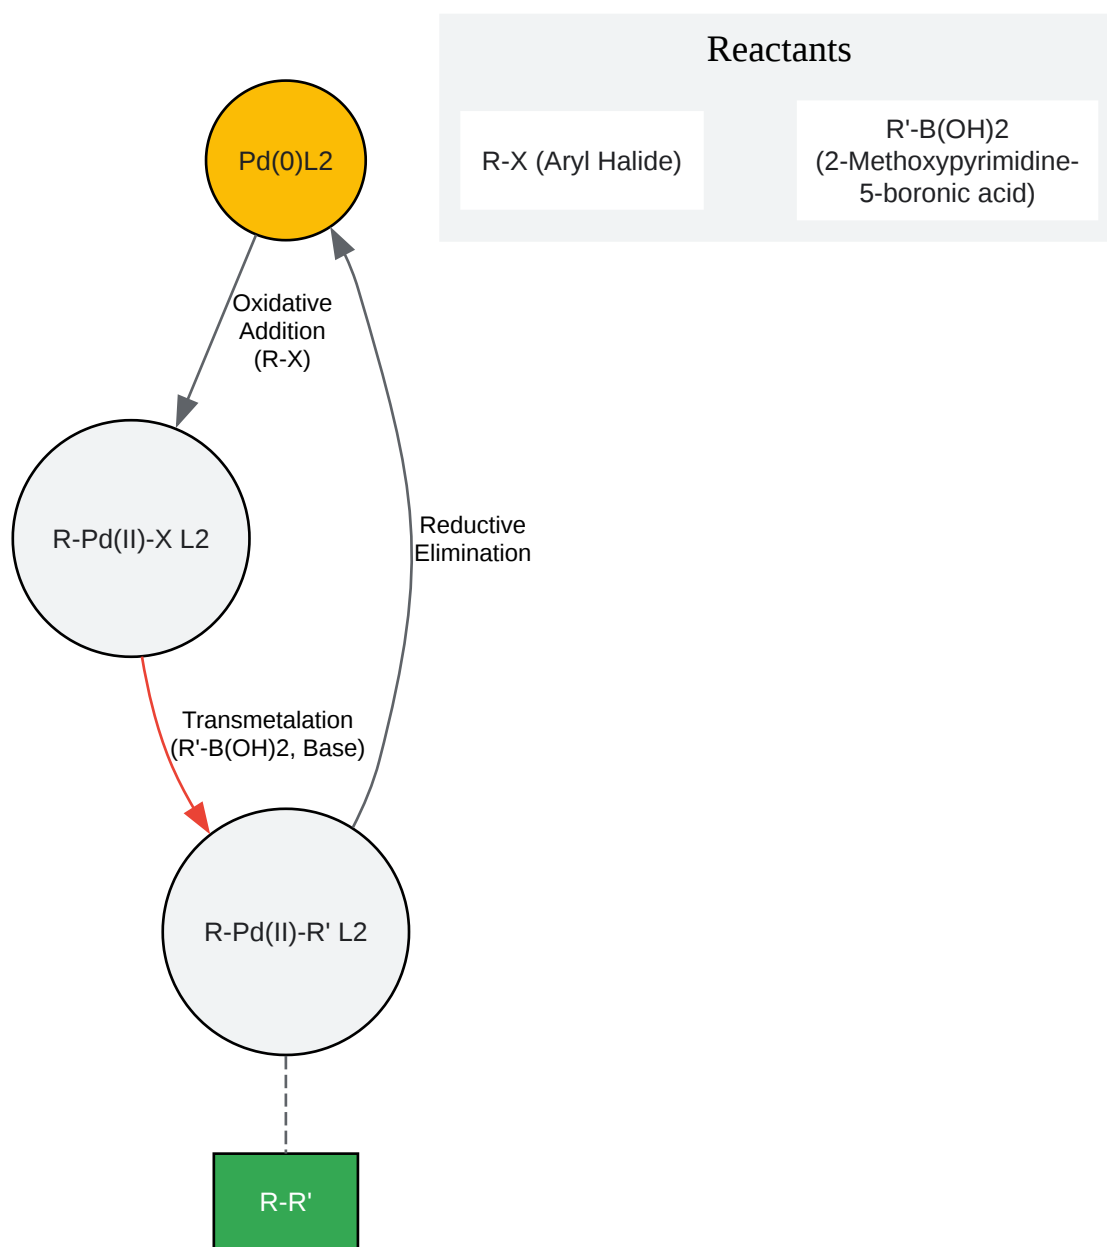 Reactants
R-X (Aryl Halide)
R'-B(OH)2
(2-Methoxypyrimidine-
5-boronic acid)
Pd(0)L2
Oxidative
Addition
(R-X)
R-Pd(II)-X L2
Reductive
Elimination
Transmetalation
(R'-B(OH)2, Base)
R-Pd(II)-R' L2
R-R'